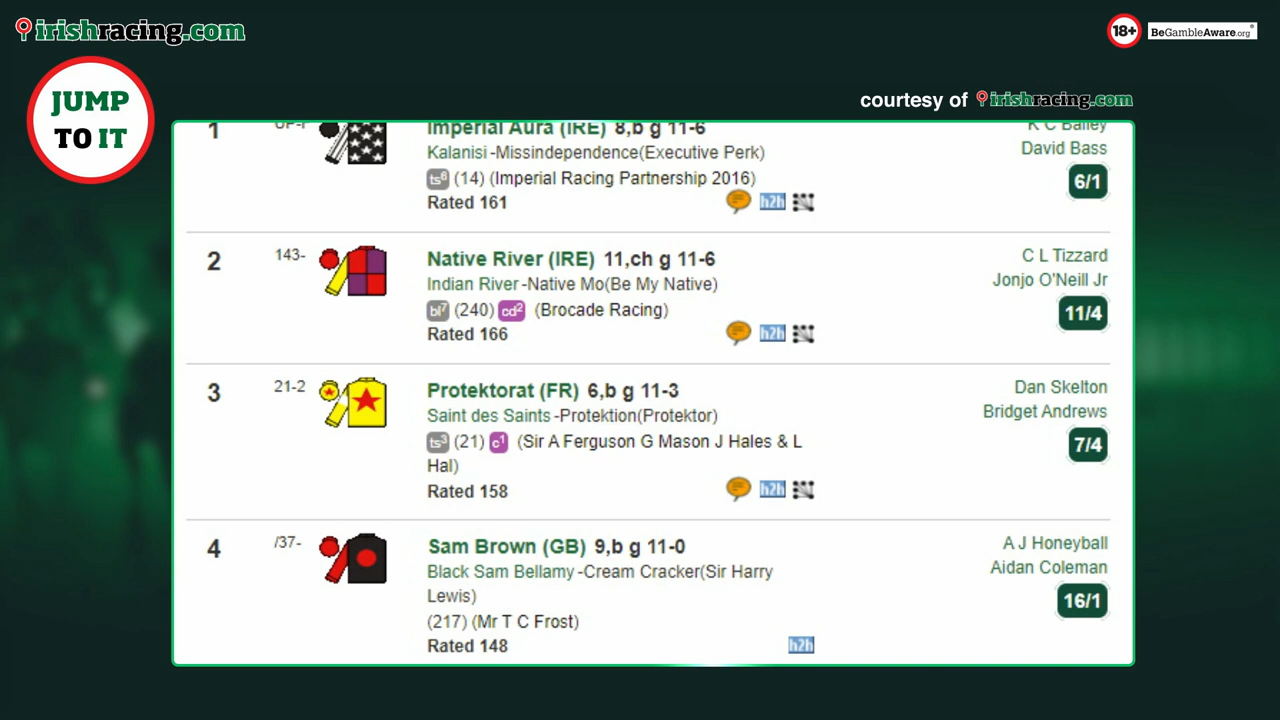 irishracing.com
18+ BeGambleAware.org®
JUMP
TO IT
courtesy of irishracing.com
1 Imperial Aura (IRE) 8,b g 11-6 K C Bailey
Kalanisi -Missindependence(Executive Perk) David Bass
ts6 (14) (Imperial Racing Partnership 2016) 6/1
Rated 161 h2h
2 143- Native River (IRE) 11,ch g 11-6 C L Tizzard
Indian River -Native Mo(Be My Native) Jonjo O'Neill Jr
bl7 (240) cd2 (Brocade Racing) 11/4
Rated 166 h2h
3 21-2 Protektorat (FR) 6,b g 11-3 Dan Skelton
Saint des Saints -Protektion(Protektor) Bridget Andrews
ts3 (21) c1 (Sir A Ferguson G Mason J Hales & L 7/4
Hal)
Rated 158 h2h
4 /37- Sam Brown (GB) 9,b g 11-0 A J Honeyball
Black Sam Bellamy -Cream Cracker(Sir Harry Aidan Coleman
Lewis) 16/1
(217) (Mr T C Frost)
Rated 148 h2h